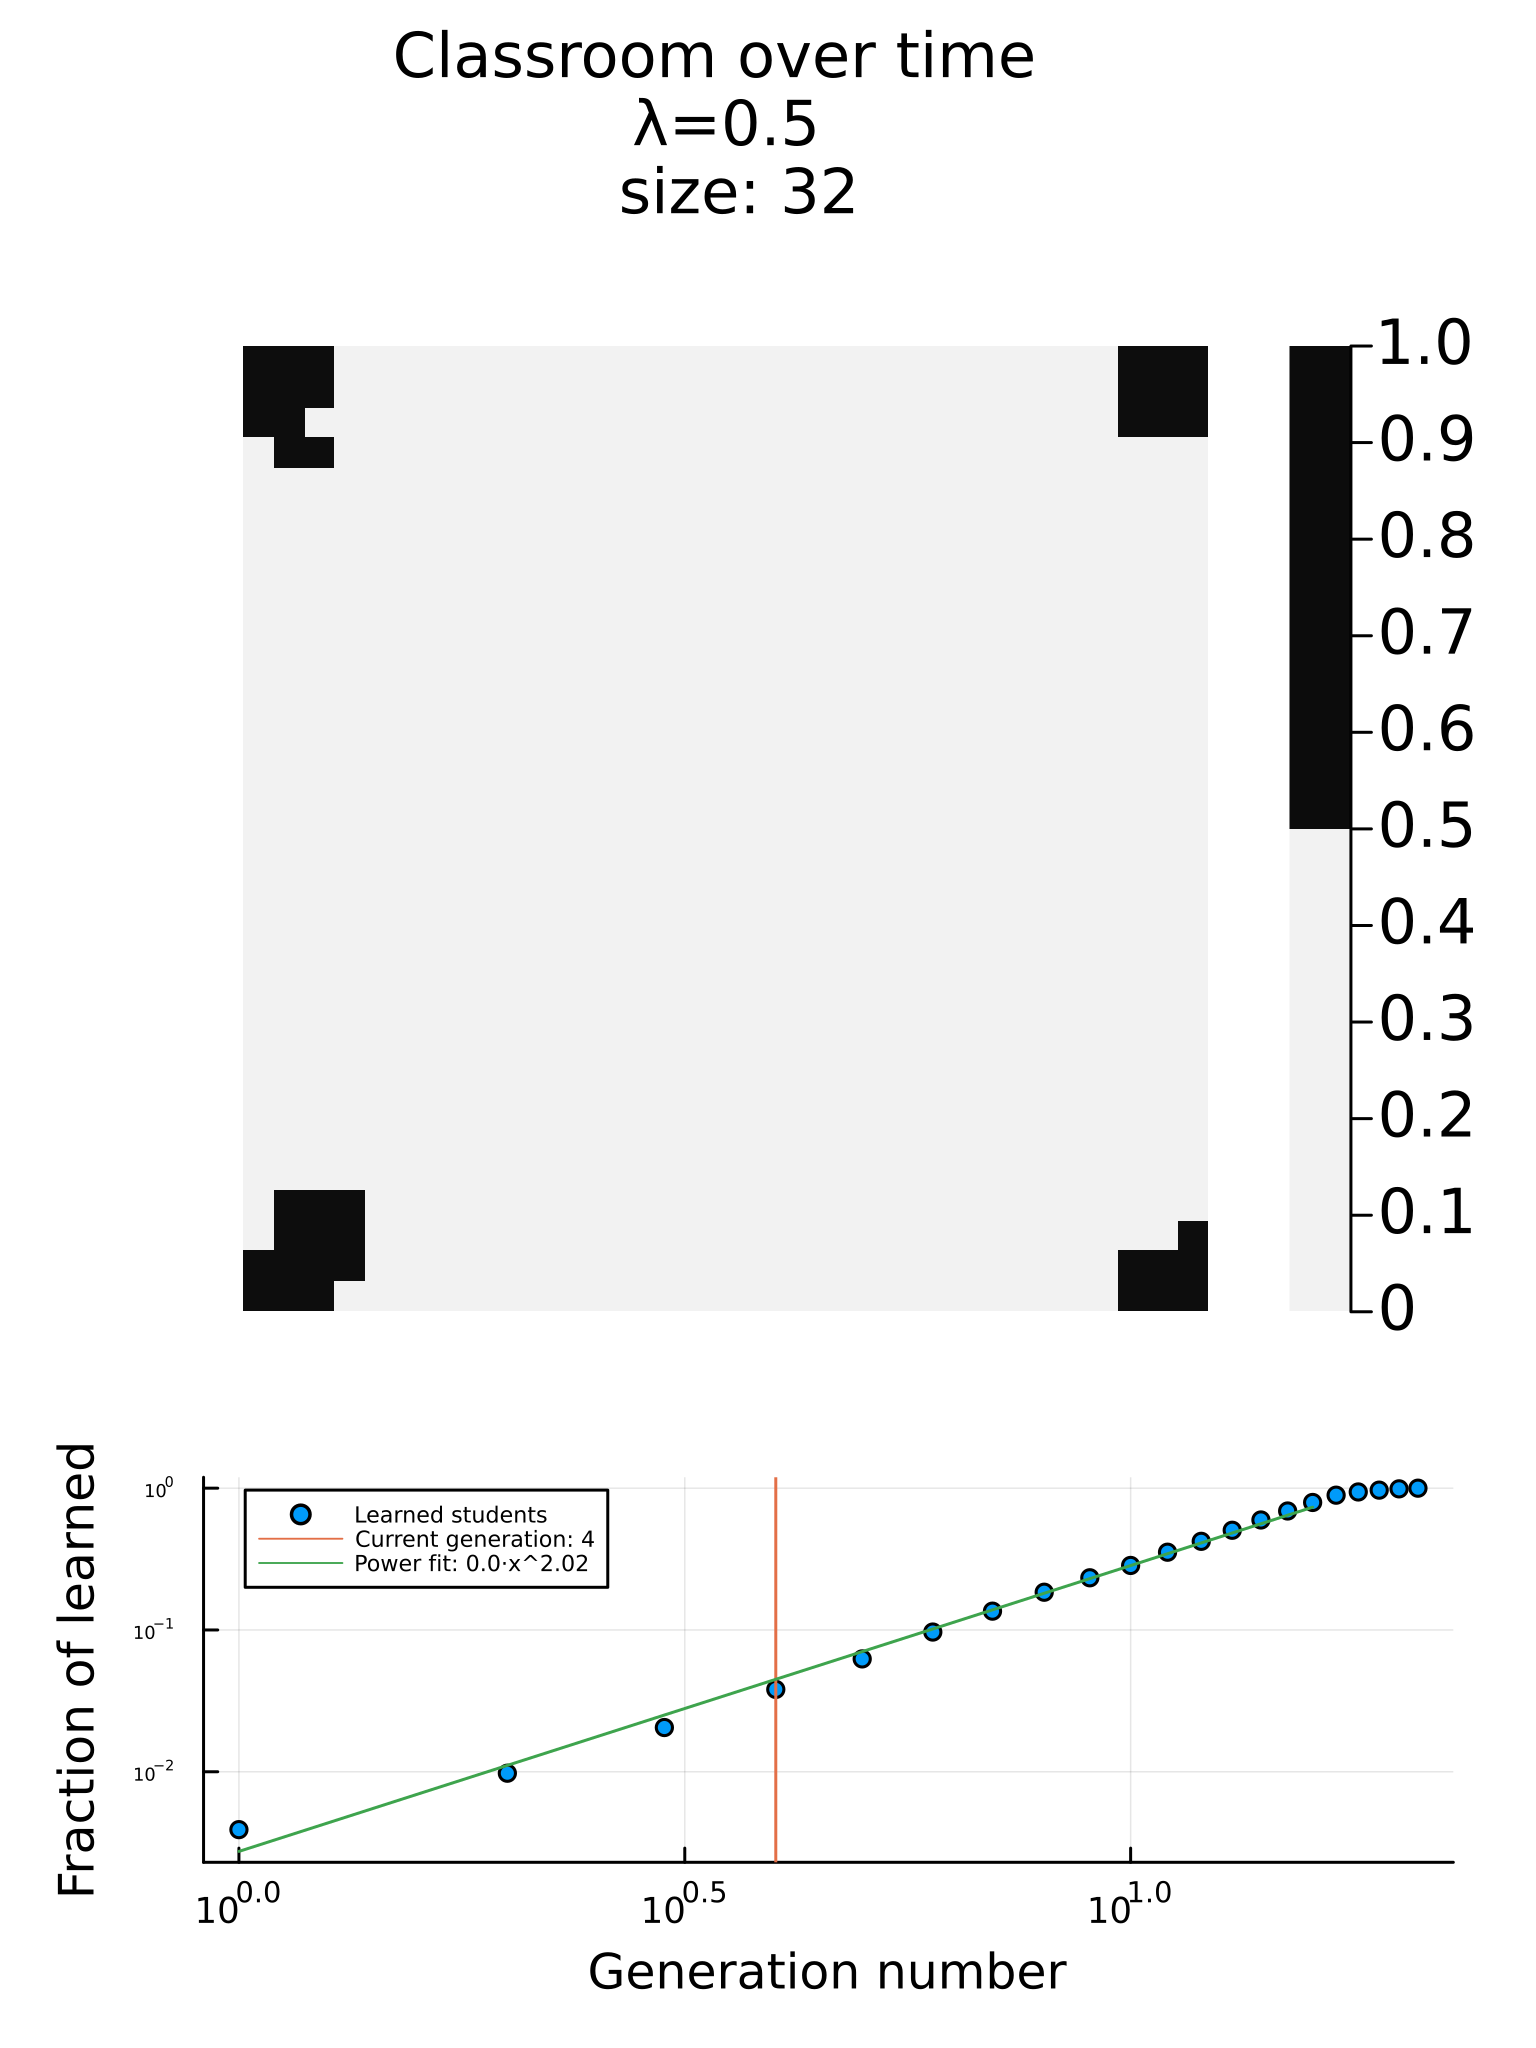 Classroom over time
λ=0.5
size: 32
1.0
0.9
0.8
0.7
0.6
0.5
0.4
0.3
0.2
0.1
0
Fraction of learned
10^0
10^-1
10^-2
Learned students
Current generation: 4
Power fit: 0.0·x^2.02
10^0.0 10^0.5 10^1.0
Generation number